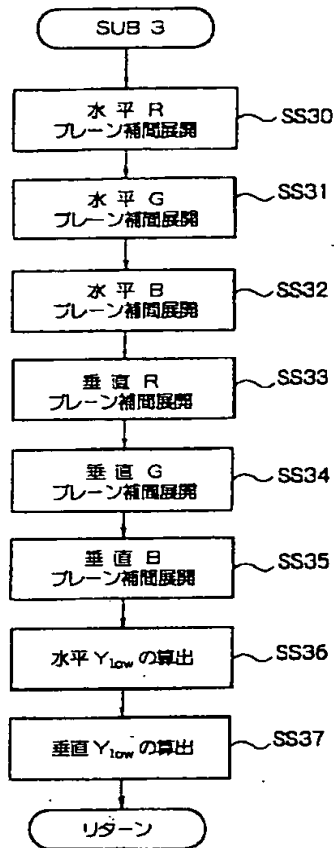 SUB 3
水平 R
プレーン補間展開
SS30
水平 G
プレーン補間展開
SS31
水平 B
プレーン補間展開
SS32
垂直 R
プレーン補間展開
SS33
垂直 G
プレーン補間展開
SS34
垂直 B
プレーン補間展開
SS35
水平 Ylow の算出
SS36
垂直 Ylow の算出
SS37
リターン